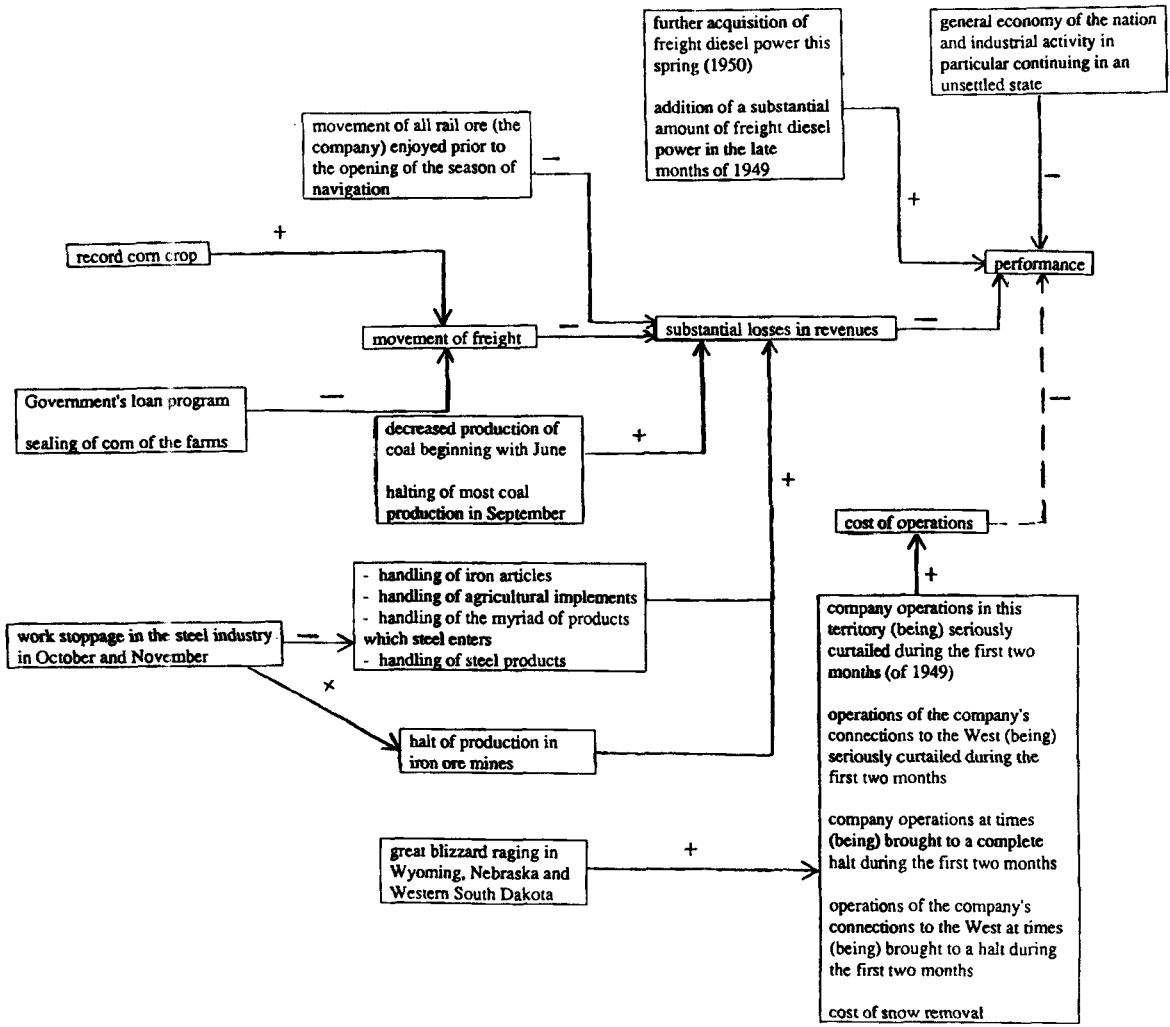 further acquisition of
freight diesel power this
spring (1950)
addition of a substantial
amount of freight diesel
power in the late
months of 1949
general economy of the nation
and industrial activity in
particular continuing in an
unsettled state
movement of all rail ore (the
company) enjoyed prior to
the opening of the season of
navigation
−
+
−
+
record corn crop
performance
movement of freight
−
substantial losses in revenues
−
Government's loan program
sealing of corn of the farms
−
−
decreased production of
coal beginning with June
halting of most coal
production in September
+
+
cost of operations
+
- handling of iron articles
- handling of agricultural implements
- handling of the myriad of products
which steel enters
- handling of steel products
work stoppage in the steel industry
in October and November
−
×
halt of production in
iron ore mines
company operations in this
territory (being) seriously
curtailed during the first two
months (of 1949)
operations of the company's
connections to the West (being)
seriously curtailed during the
first two months
company operations at times
(being) brought to a complete
halt during the first two months
operations of the company's
connections to the West at times
(being) brought to a halt during
the first two months
cost of snow removal
great blizzard raging in
Wyoming, Nebraska and
Western South Dakota
+